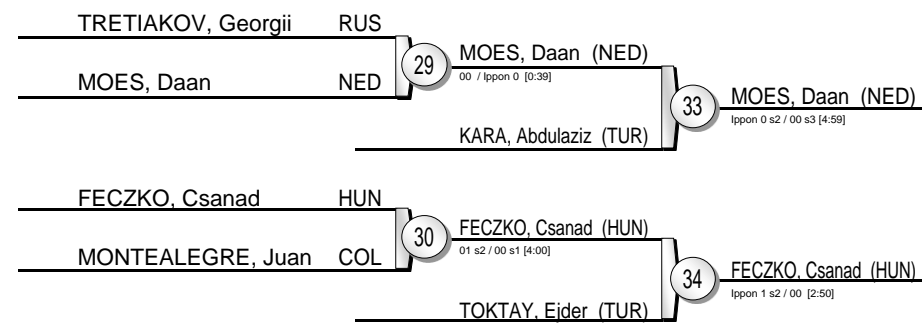 TRETIAKOV, Georgii RUS
MOES, Daan NED
29
MOES, Daan (NED)
00 / Ippon 0 [0:39]
KARA, Abdulaziz (TUR)
33
MOES, Daan (NED)
Ippon 0 s2 / 00 s3 [4:59]
FECZKO, Csanad HUN
MONTEALEGRE, Juan COL
30
FECZKO, Csanad (HUN)
01 s2 / 00 s1 [4:00]
TOKTAY, Ejder (TUR)
34
FECZKO, Csanad (HUN)
Ippon 1 s2 / 00 [2:50]